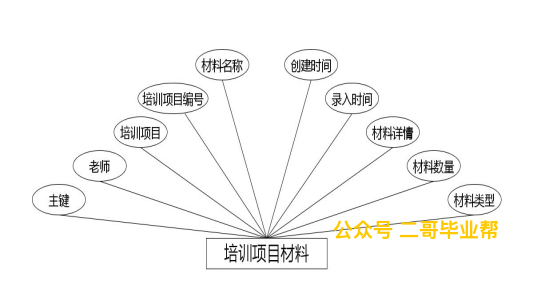 材料名称
创建时间
培训项目编号
录入时间
培训项目
材料详情
老师
材料数量
主键
材料类型
公众号 二哥毕业帮
培训项目材料